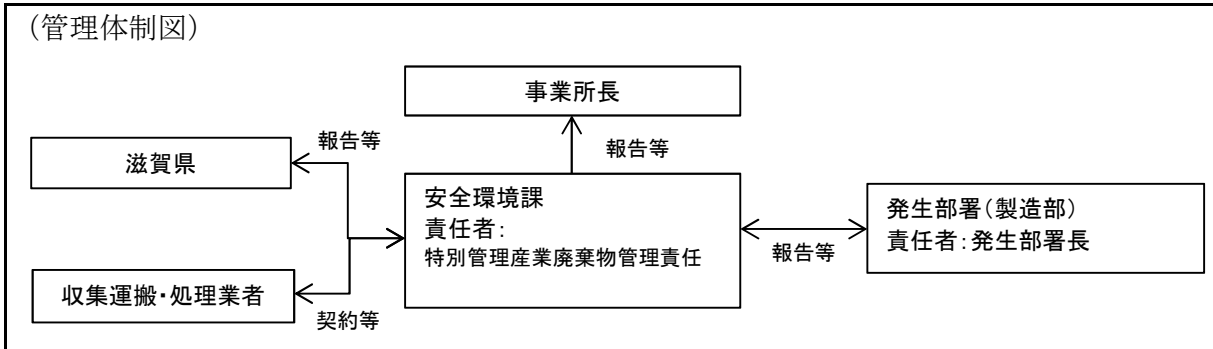 (管理体制図)
事業所長
報告等
滋賀県
報告等
安全環境課
責任者:
特別管理産業廃棄物管理責任
発生部署(製造部)
責任者:発生部署長
報告等
収集運搬・処理業者
契約等